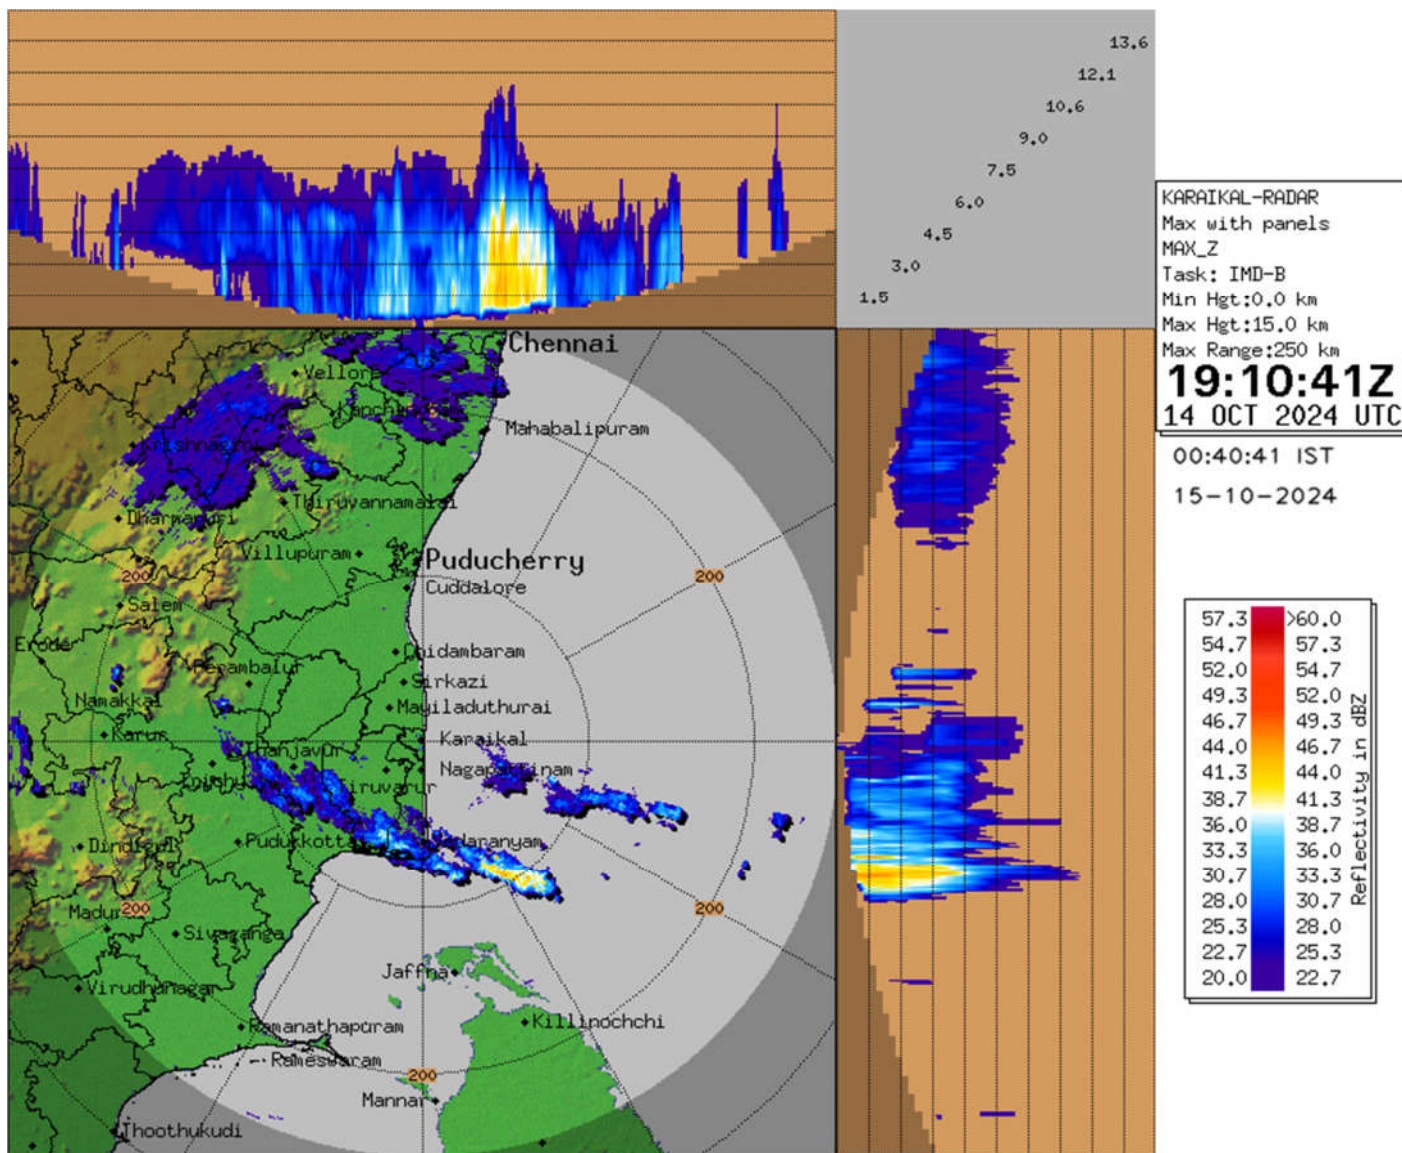 13.6
12.1
10.6
9.0
7.5
6.0
4.5
3.0
1.5
KARAIKAL-RADAR
Max with panels
MAX_Z
Task: IMD-B
Min Hgt:0.0 km
Max Hgt:15.0 km
Max Range:250 km
19:10:41Z
14 OCT 2024 UTC
00:40:41 IST
15-10-2024
Chennai
Vellore
Mahabalipuram
Krishnagiri
Thiruvannamalai
Dharmapuri
Villupuram
Puducherry
200
200
Cuddalore
Salem
Erode
Chidambaram
Perambalur
Sirkazi
Namakkal
Mayiladuthurai
Karur
Karaikal
Thanjavur
Nagapattinam
Tiruvarur
Pudukkottai
Vedaranyam
Dindigul
200
200
Sivaganga
Jaffna
Virudhunagar
Killinochchi
Ramanathapuram
Rameswaram
200
Mannar
Thoothukudi
57.3 >60.0
54.7 57.3
52.0 54.7
49.3 52.0
46.7 49.3
44.0 46.7
41.3 44.0
38.7 41.3
36.0 38.7
33.3 36.0
30.7 33.3
28.0 30.7
25.3 28.0
22.7 25.3
20.0 22.7
Reflectivity in dBZ